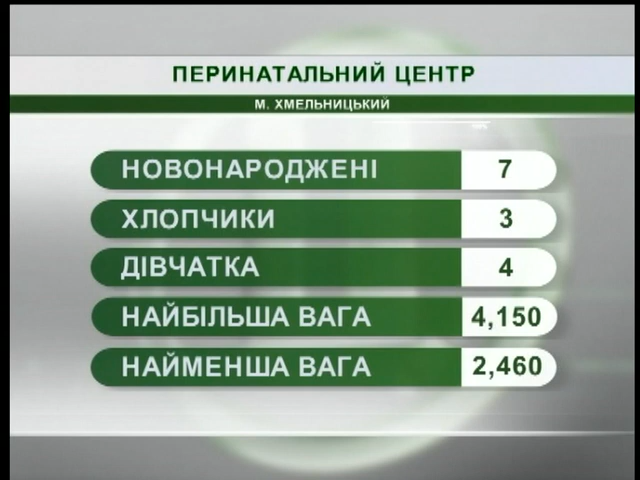 ПЕРИНАТАЛЬНИЙ ЦЕНТР
М. ХМЕЛЬНИЦЬКИЙ
НОВОНАРОДЖЕНІ 7
ХЛОПЧИКИ 3
ДІВЧАТКА 4
НАЙБІЛЬША ВАГА 4,150
НАЙМЕНША ВАГА 2,460